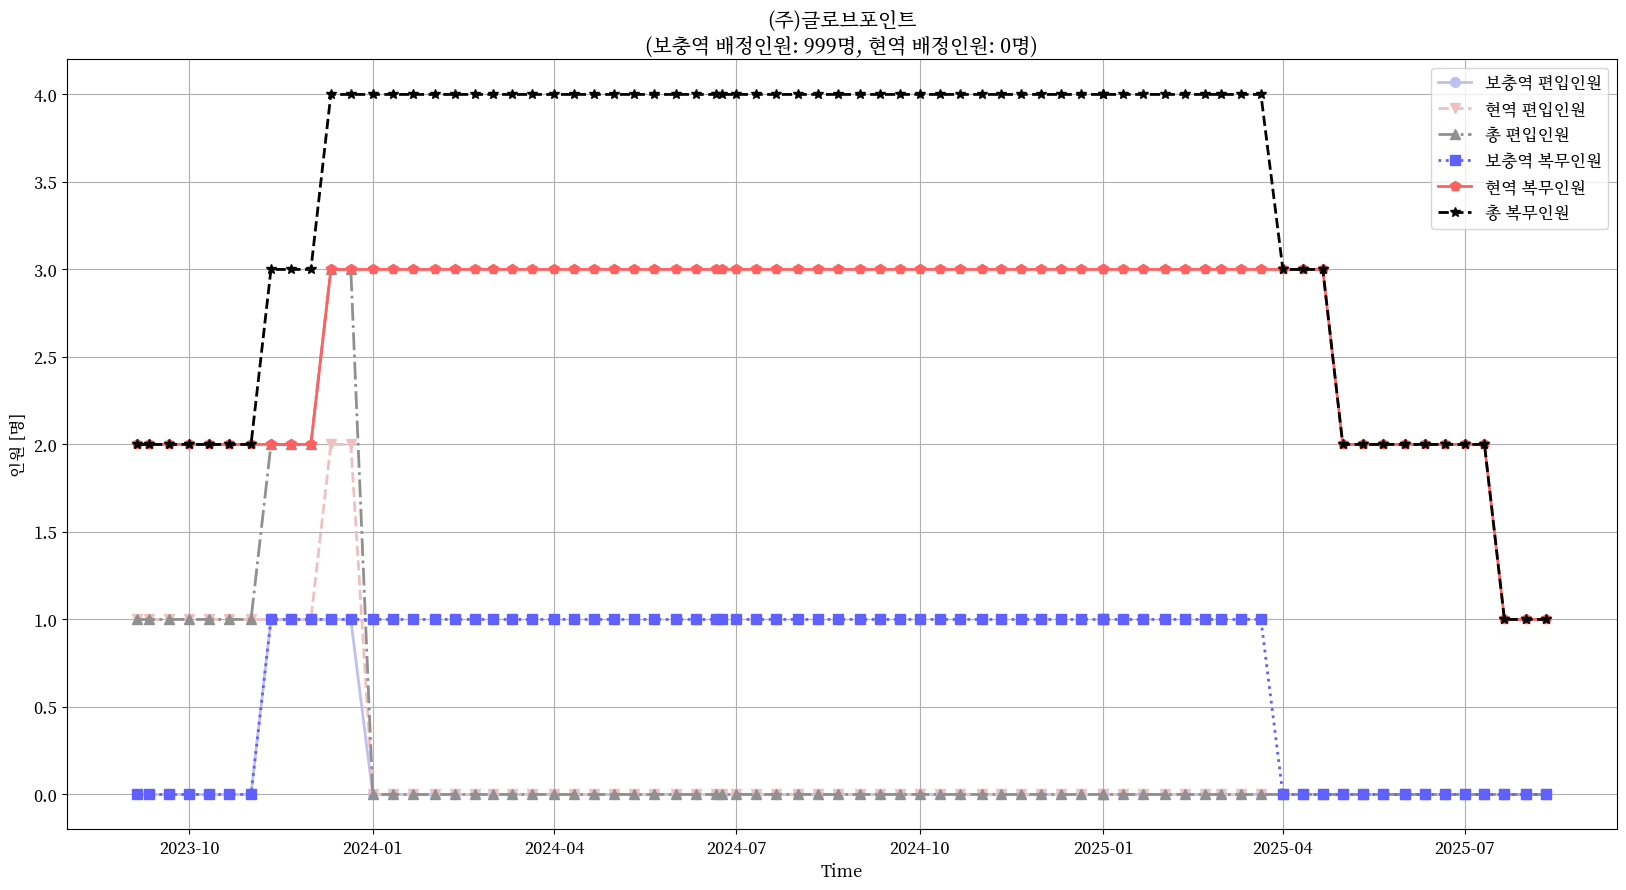 (주)글로브포인트
(보충역 배정인원: 999명, 현역 배정인원: 0명)
보충역 편입인원
현역 편입인원
총 편입인원
보충역 복무인원
현역 복무인원
총 복무인원
인원 [명]
4.0
3.5
3.0
2.5
2.0
1.5
1.0
0.5
0.0
2023-10
2024-01
2024-04
2024-07
2024-10
2025-01
2025-04
2025-07
Time